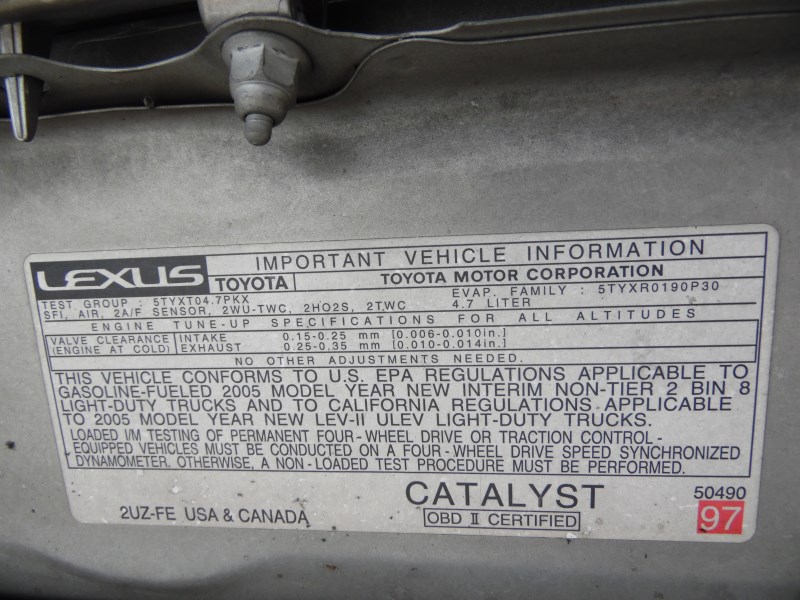 LEXUS IMPORTANT VEHICLE INFORMATION
TOYOTA TOYOTA MOTOR CORPORATION
TEST GROUP : 5TYXT04.7PKX EVAP. FAMILY : 5TYXR0190P30
SFI, AIR, 2A/F SENSOR, 2WU-TWC, 2HO2S, 2TWC 4.7 LITER
ENGINE TUNE-UP SPECIFICATIONS FOR ALL ALTITUDES
VALVE CLEARANCE INTAKE 0.15-0.25 mm [0.006-0.010in.]
(ENGINE AT COLD) EXHAUST 0.25-0.35 mm [0.010-0.014in.]
NO OTHER ADJUSTMENTS NEEDED.
THIS VEHICLE CONFORMS TO U.S. EPA REGULATIONS APPLICABLE TO
GASOLINE-FUELED 2005 MODEL YEAR NEW INTERIM NON-TIER 2 BIN 8
LIGHT-DUTY TRUCKS AND TO CALIFORNIA REGULATIONS APPLICABLE
TO 2005 MODEL YEAR NEW LEV-II ULEV LIGHT-DUTY TRUCKS.
LOADED I/M TESTING OF PERMANENT FOUR-WHEEL DRIVE OR TRACTION CONTROL-
EQUIPPED VEHICLES MUST BE CONDUCTED ON A FOUR-WHEEL DRIVE SPEED SYNCHRONIZED
DYNAMOMETER. OTHERWISE, A NON-LOADED TEST PROCEDURE MUST BE PERFORMED.
CATALYST 50490
2UZ-FE USA & CANADA OBD II CERTIFIED 97